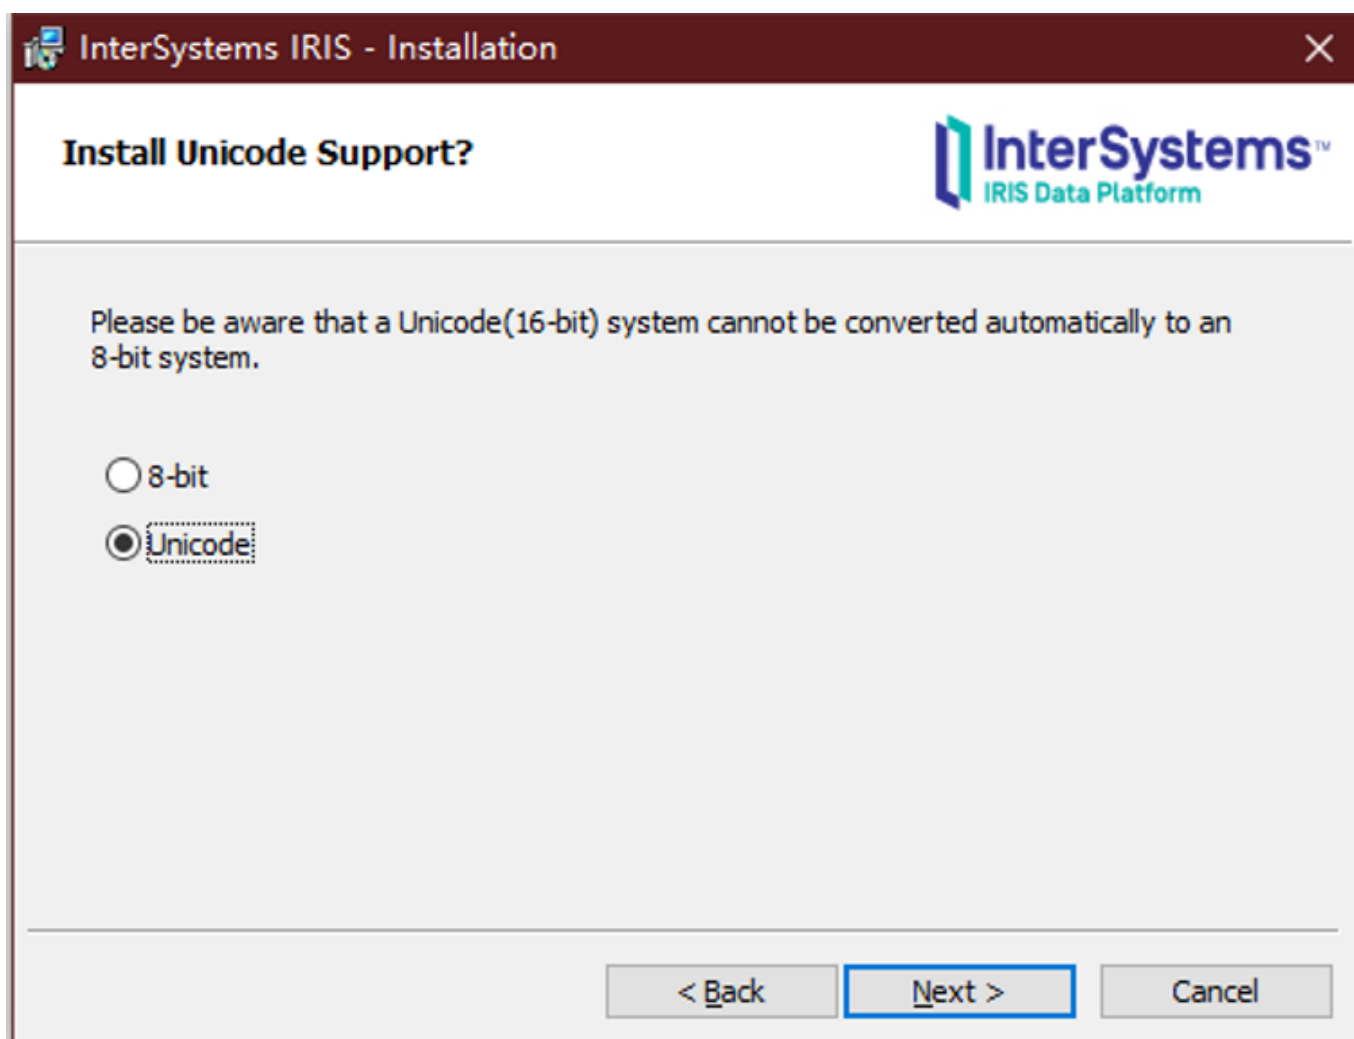 InterSystems IRIS - Installation
Install Unicode Support?
InterSystems™
IRIS Data Platform
Please be aware that a Unicode(16-bit) system cannot be converted automatically to an
8-bit system.
8-bit
Unicode
< Back
Next >
Cancel